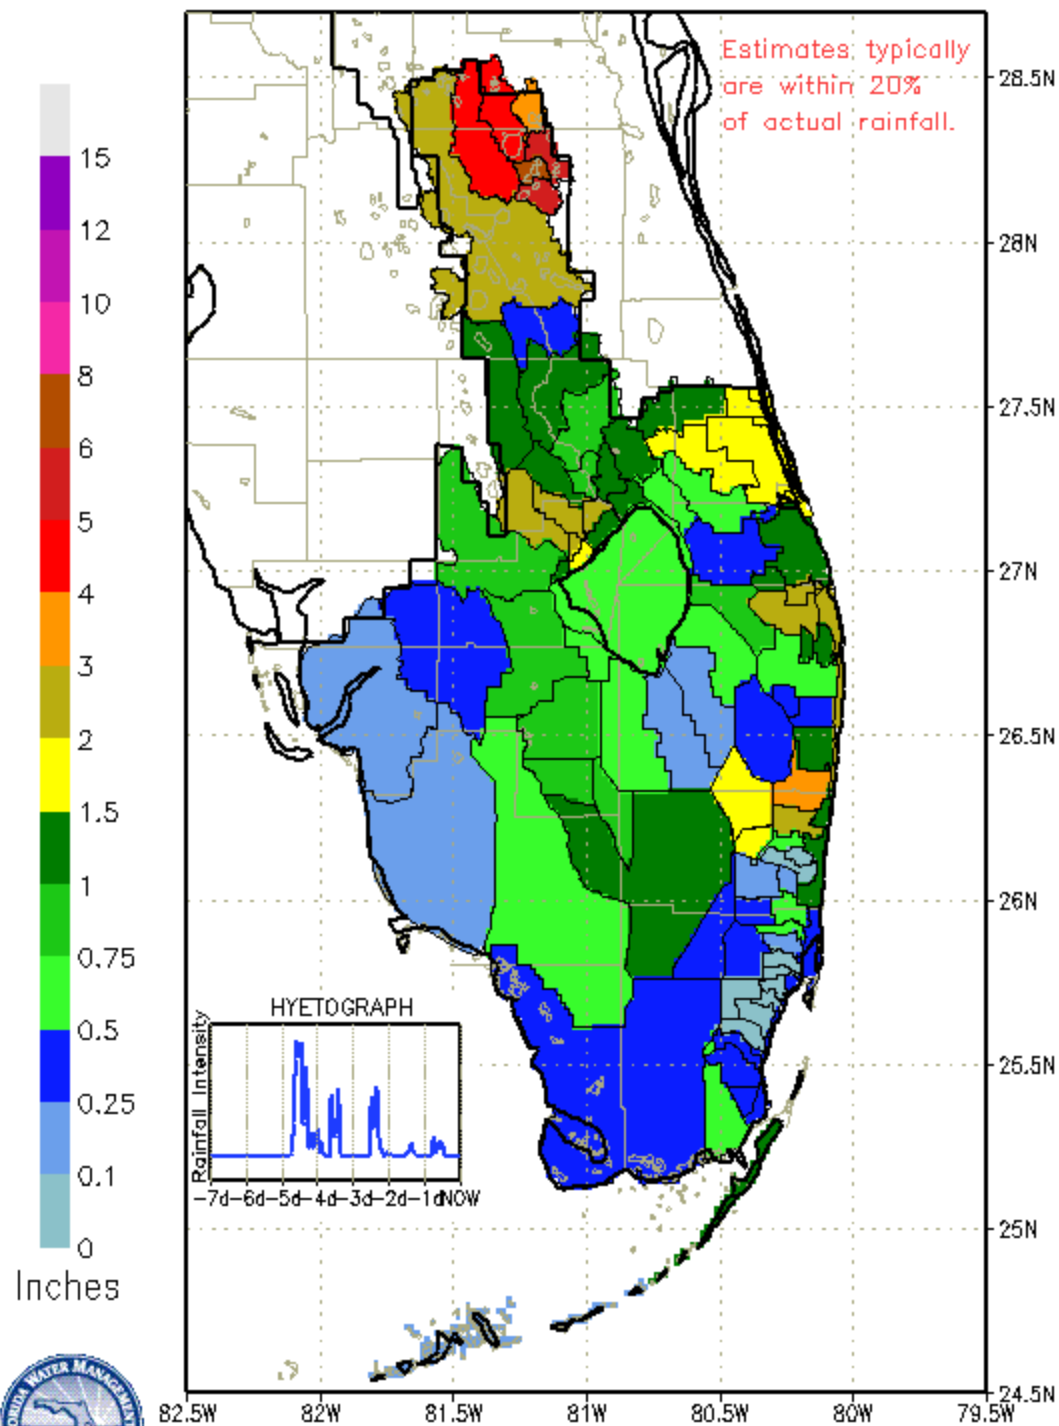 Estimates typically
are within 20%
of actual rainfall.
28.5N
28N
27.5N
27N
26.5N
26N
25.5N
25N
24.5N
15
12
10
8
6
5
4
3
2
1.5
1
0.75
0.5
0.25
0.1
0
Inches
HYETOGRAPH
Rainfall Intensity
-7d-6d-5d-4d-3d-2d-1dNOW
82.5W 82W 81.5W 81W 80.5W 80W 79.5W
WATER